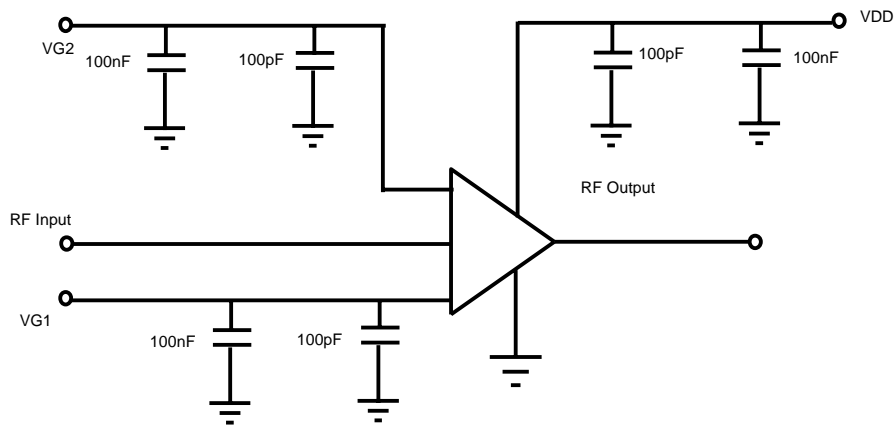 VDD
VG2
100nF
100pF
100pF
100nF
RF Output
RF Input
VG1
100nF
100pF